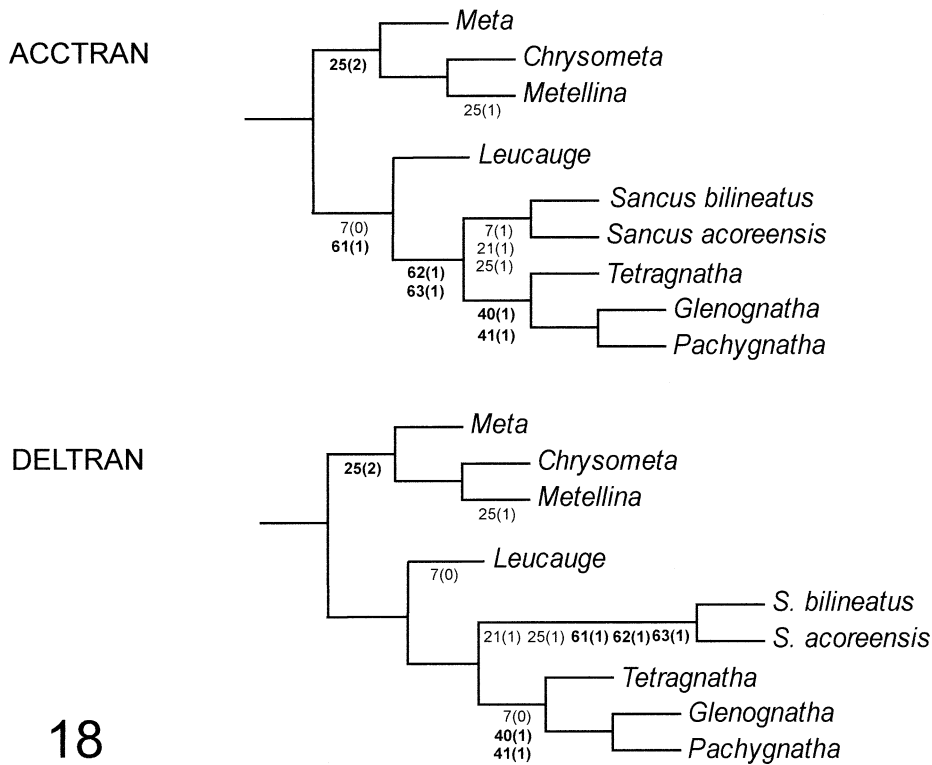 ACCTRAN
Meta
25(2)
Chrysometa
Metellina
25(1)
Leucauge
7(0)
61(1)
Sancus bilineatus
Sancus acoreensis
7(1)
21(1)
25(1)
62(1)
63(1)
Tetragnatha
40(1)
41(1)
Glenognatha
Pachygnatha
DELTRAN
Meta
25(2)
Chrysometa
Metellina
25(1)
Leucauge
7(0)
S. bilineatus
S. acoreensis
21(1) 25(1) 61(1) 62(1) 63(1)
Tetragnatha
7(0)
40(1)
41(1)
Glenognatha
Pachygnatha
18